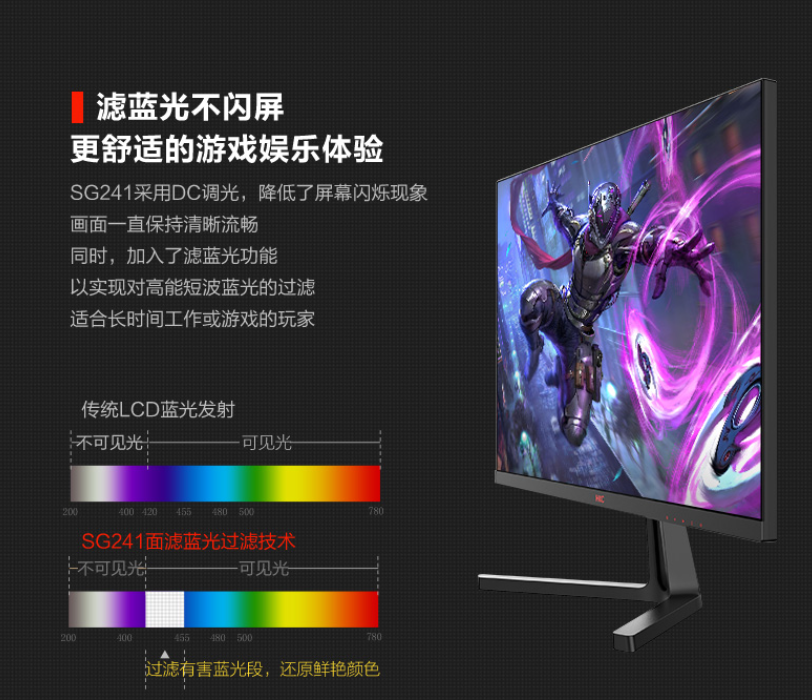 滤蓝光不闪屏
更舒适的游戏娱乐体验
SG241采用DC调光，降低了屏幕闪烁现象
画面一直保持清晰流畅
同时，加入了滤蓝光功能
以实现对高能短波蓝光的过滤
适合长时间工作或游戏的玩家
传统LCD蓝光发射
不可见光 可见光
200 400 420 455 480 500 780
SG241面滤蓝光过滤技术
不可见光 可见光
200 400 455 480 500 780
过滤有害蓝光段，还原鲜艳颜色